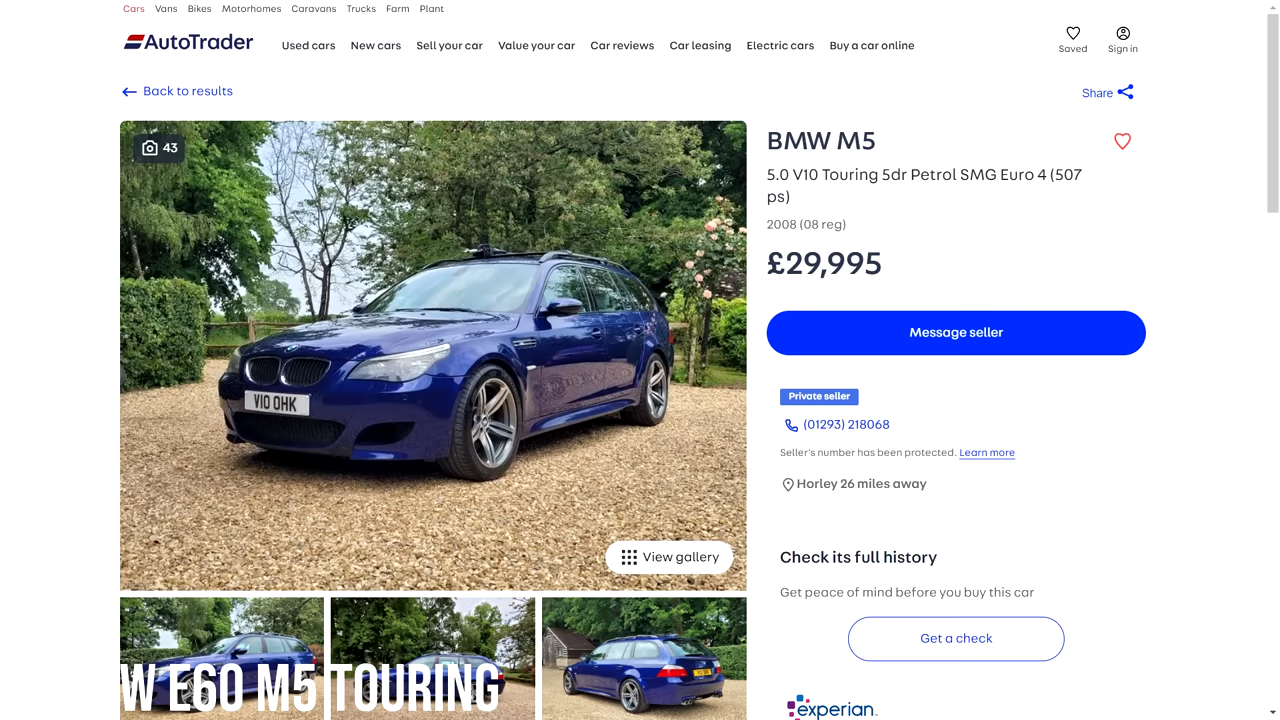 Cars Vans Bikes Motorhomes Caravans Trucks Farm Plant
AutoTrader
Used cars New cars Sell your car Value your car Car reviews Car leasing Electric cars Buy a car online
Saved
Sign in
Back to results
Share
43
V10 OHK
View gallery
W E60 M5 TOURING
BMW M5
5.0 V10 Touring 5dr Petrol SMG Euro 4 (507
ps)
2008 (08 reg)
£29,995
Message seller
Private seller
(01293) 218068
Seller's number has been protected. Learn more
Horley 26 miles away
Check its full history
Get peace of mind before you buy this car
Get a check
experian.